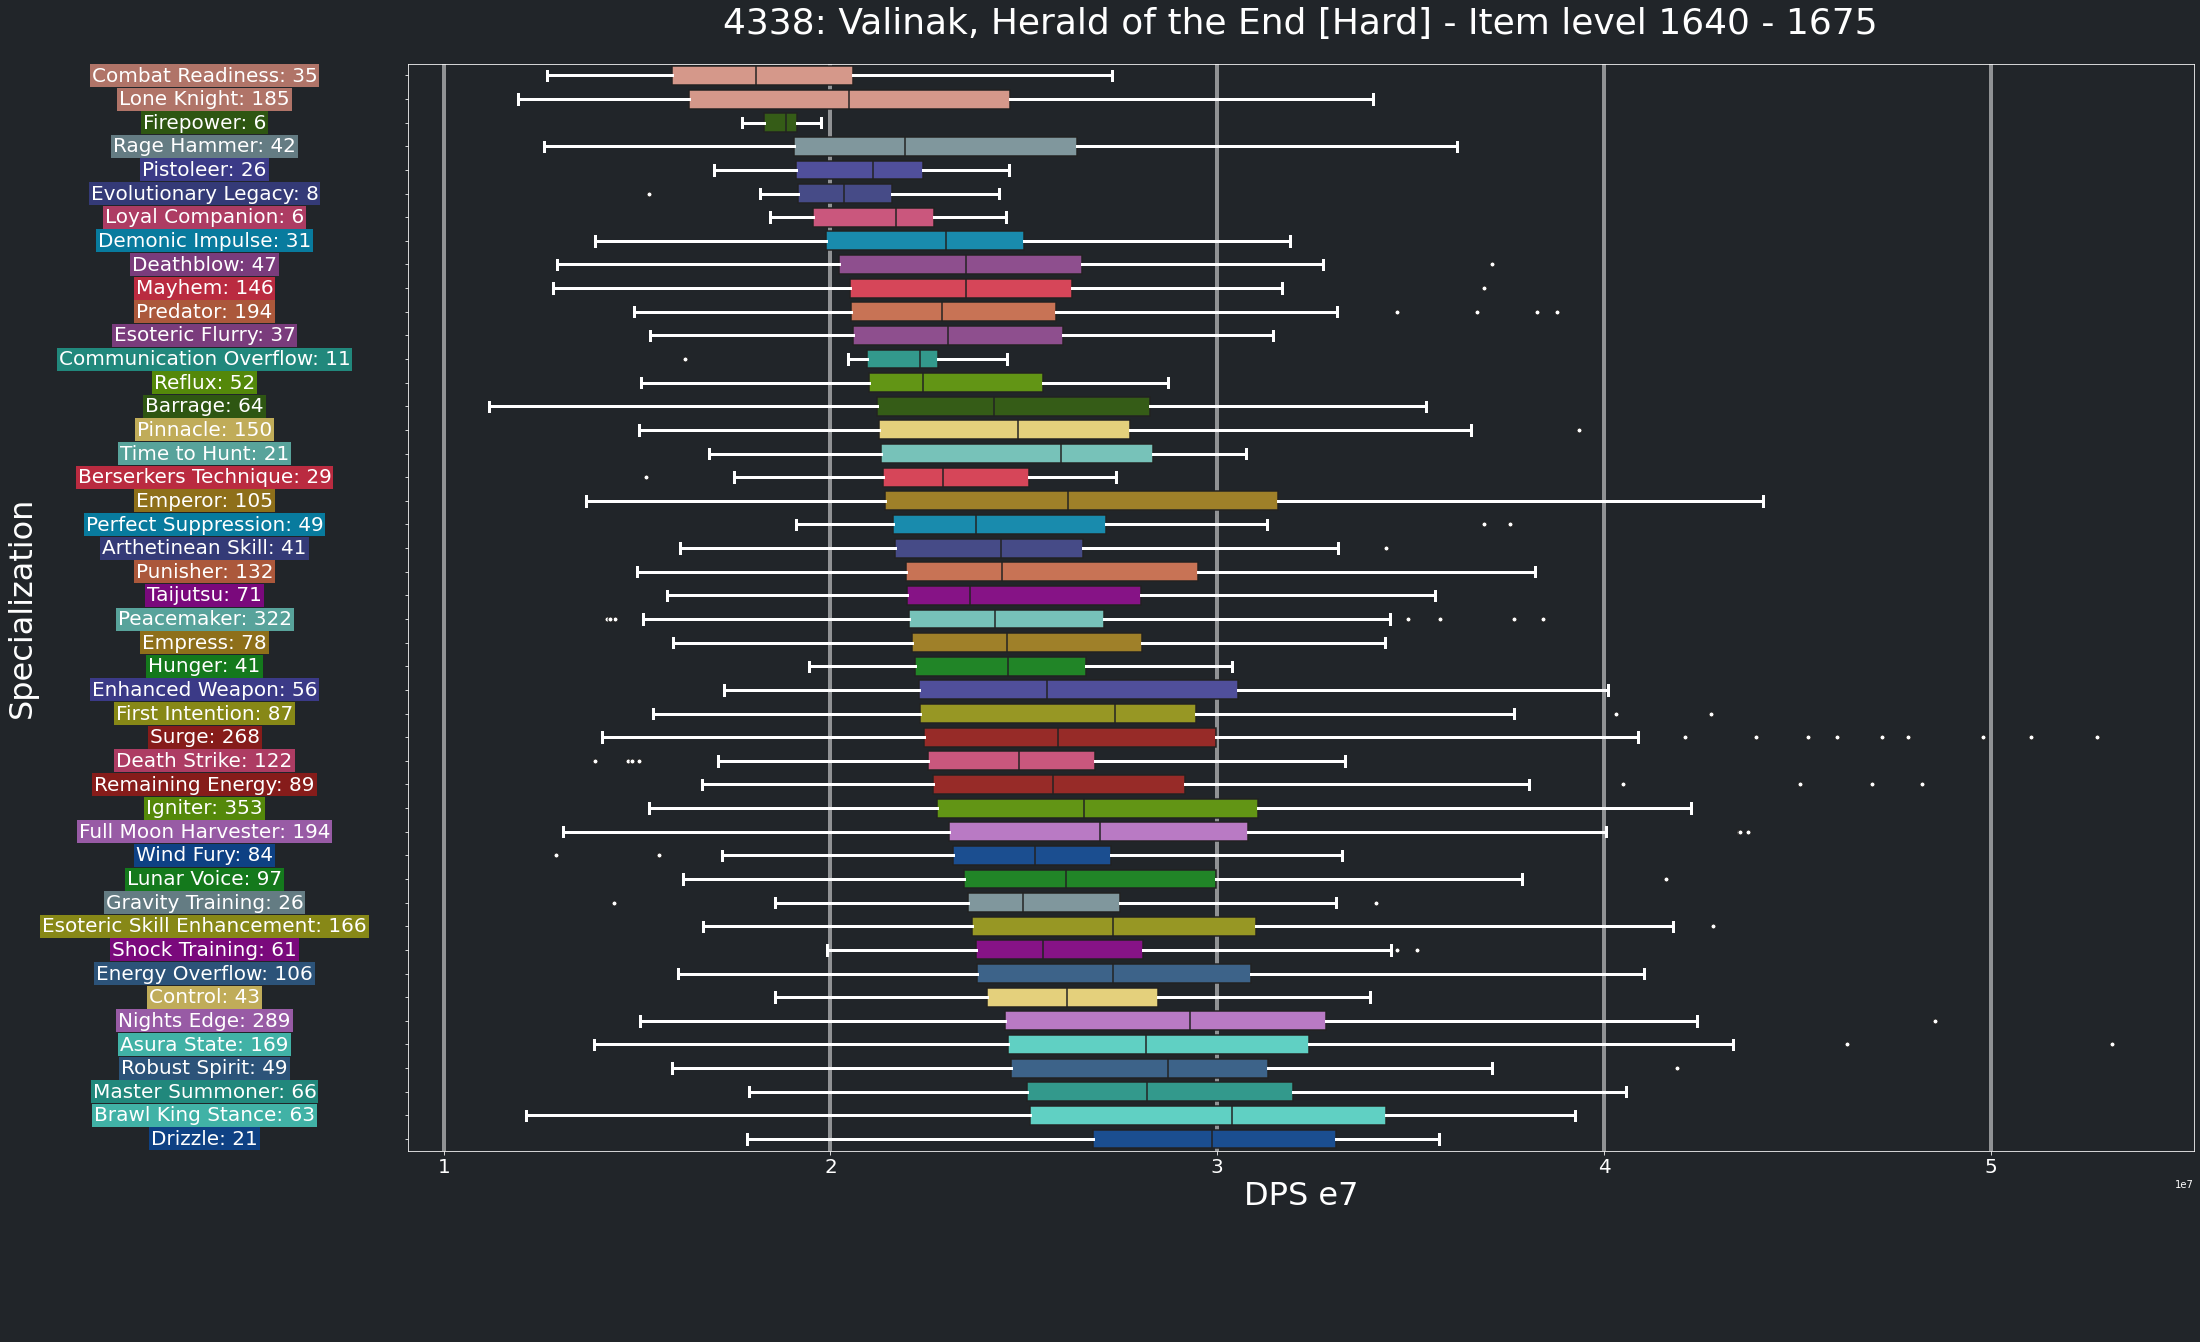 4338: Valinak, Herald of the End [Hard] - Item level 1640 - 1675
Specialization
Combat Readiness: 35
Lone Knight: 185
Firepower: 6
Rage Hammer: 42
Pistoleer: 26
Evolutionary Legacy: 8
Loyal Companion: 6
Demonic Impulse: 31
Deathblow: 47
Mayhem: 146
Predator: 194
Esoteric Flurry: 37
Communication Overflow: 11
Reflux: 52
Barrage: 64
Pinnacle: 150
Time to Hunt: 21
Berserkers Technique: 29
Emperor: 105
Perfect Suppression: 49
Arthetinean Skill: 41
Punisher: 132
Taijutsu: 71
Peacemaker: 322
Empress: 78
Hunger: 41
Enhanced Weapon: 56
First Intention: 87
Surge: 268
Death Strike: 122
Remaining Energy: 89
Igniter: 353
Full Moon Harvester: 194
Wind Fury: 84
Lunar Voice: 97
Gravity Training: 26
Esoteric Skill Enhancement: 166
Shock Training: 61
Energy Overflow: 106
Control: 43
Nights Edge: 289
Asura State: 169
Robust Spirit: 49
Master Summoner: 66
Brawl King Stance: 63
Drizzle: 21
1 2 3 4 5
1e7
DPS e7